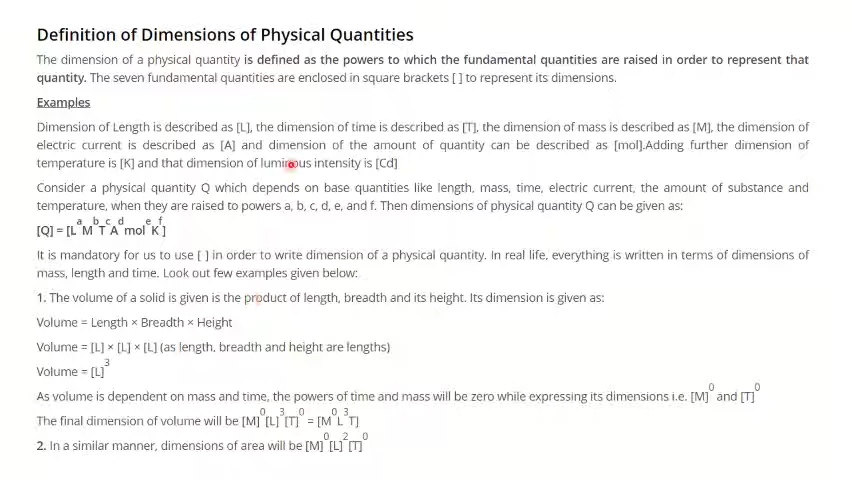 Definition of Dimensions of Physical Quantities
The dimension of a physical quantity is defined as the powers to which the fundamental quantities are raised in order to represent that
quantity. The seven fundamental quantities are enclosed in square brackets [ ] to represent its dimensions.
Examples
Dimension of Length is described as [L], the dimension of time is described as [T], the dimension of mass is described as [M], the dimension of
electric current is described as [A] and dimension of the amount of quantity can be described as [mol].Adding further dimension of
temperature is [K] and that dimension of luminous intensity is [Cd]
Consider a physical quantity Q which depends on base quantities like length, mass, time, electric current, the amount of substance and
temperature, when they are raised to powers a, b, c, d, e, and f. Then dimensions of physical quantity Q can be given as:
[Q] = [L^a M^b T^c A^d mol^e K^f]
It is mandatory for us to use [ ] in order to write dimension of a physical quantity. In real life, everything is written in terms of dimensions of
mass, length and time. Look out few examples given below:
1. The volume of a solid is given is the product of length, breadth and its height. Its dimension is given as:
Volume = Length × Breadth × Height
Volume = [L] × [L] × [L] (as length, breadth and height are lengths)
Volume = [L]^3
As volume is dependent on mass and time, the powers of time and mass will be zero while expressing its dimensions i.e. [M]^0 and [T]^0
The final dimension of volume will be [M]^0[L]^3[T]^0 = [M^0L^3T]
2. In a similar manner, dimensions of area will be [M]^0[L]^2[T]^0